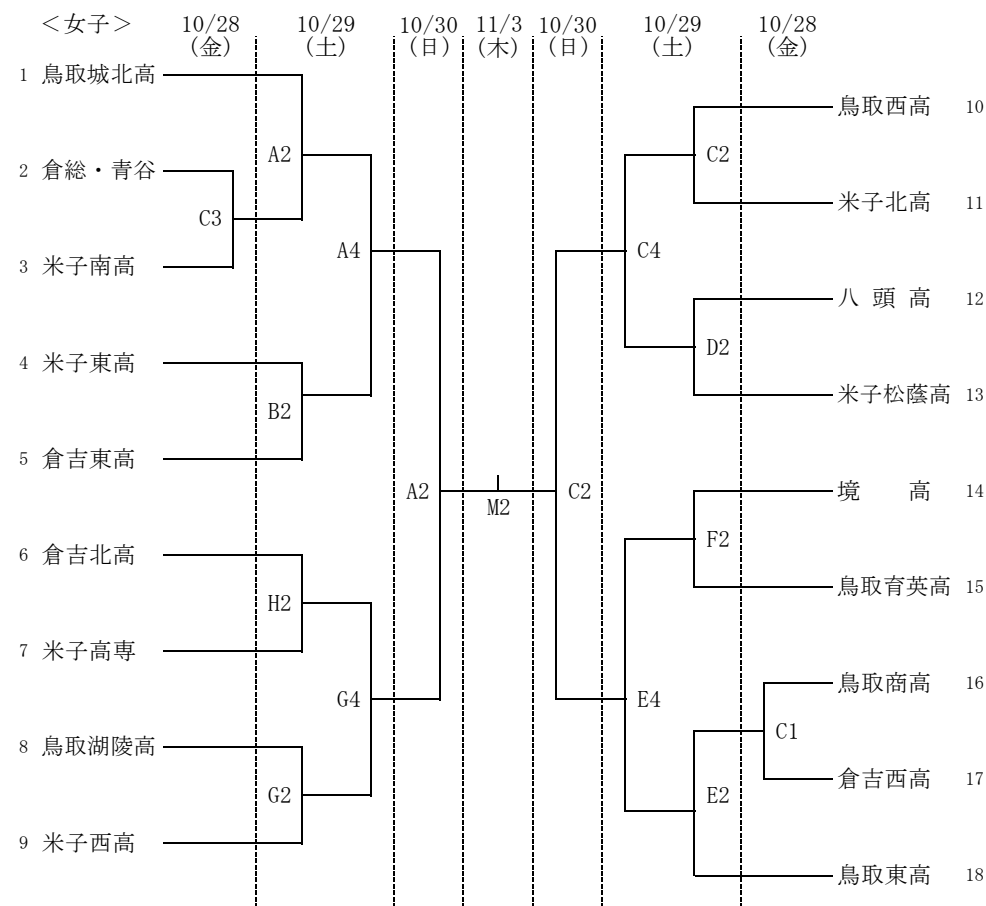 ＜女子＞ 10/28 10/29 10/30 11/3 10/30 10/29 10/28
（金） （土） （日） （木） （日） （土） （金）
1 鳥取城北高
鳥取西高 10
A2
C2
2 倉総・青谷
米子北高 11
C3
A4
C4
3 米子南高
八 頭 高 12
D2
4 米子東高
米子松蔭高 13
B2
5 倉吉東高
A2
C2
境 高 14
M2
F2
6 倉吉北高
鳥取育英高 15
H2
7 米子高専
鳥取商高 16
G4
E4
C1
8 鳥取湖陵高
倉吉西高 17
G2
E2
9 米子西高
鳥取東高 18